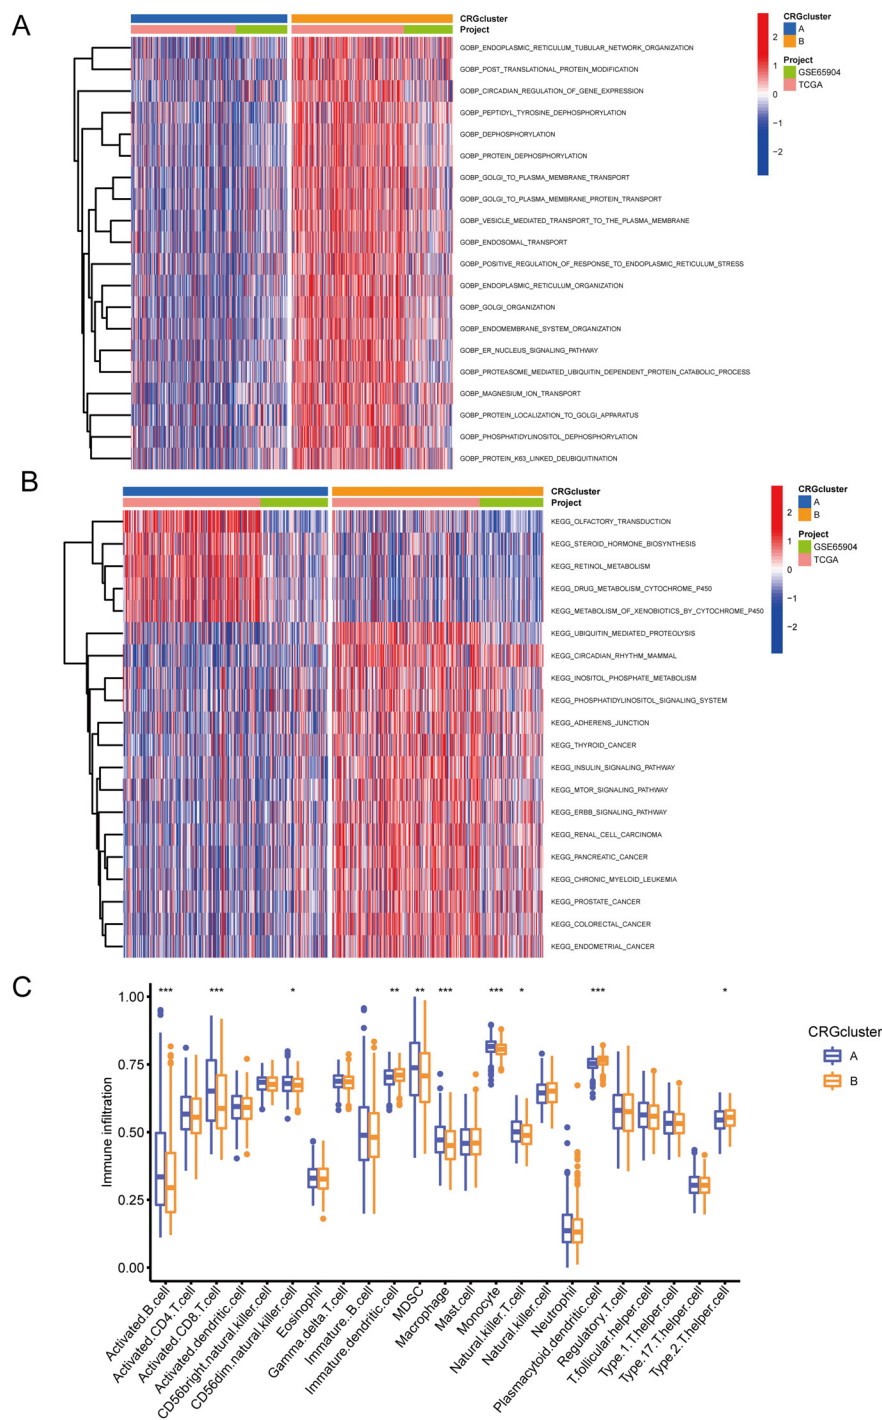 A
CRGcluster
Project
GOBP_ENDOPLASMIC_RETICULUM_TUBULAR_NETWORK_ORGANIZATION
GOBP_POST_TRANSLATIONAL_PROTEIN_MODIFICATION
GOBP_CIRCADIAN_REGULATION_OF_GENE_EXPRESSION
GOBP_PEPTIDYL_TYROSINE_DEPHOSPHORYLATION
GOBP_DEPHOSPHORYLATION
GOBP_PROTEIN_DEPHOSPHORYLATION
GOBP_GOLGI_TO_PLASMA_MEMBRANE_TRANSPORT
GOBP_GOLGI_TO_PLASMA_MEMBRANE_PROTEIN_TRANSPORT
GOBP_VESICLE_MEDIATED_TRANSPORT_TO_THE_PLASMA_MEMBRANE
GOBP_ENDOSOMAL_TRANSPORT
GOBP_POSITIVE_REGULATION_OF_RESPONSE_TO_ENDOPLASMIC_RETICULUM_STRESS
GOBP_ENDOPLASMIC_RETICULUM_ORGANIZATION
GOBP_GOLGI_ORGANIZATION
GOBP_ENDOMEMBRANE_SYSTEM_ORGANIZATION
GOBP_ER_NUCLEUS_SIGNALING_PATHWAY
GOBP_PROTEASOME_MEDIATED_UBIQUITIN_DEPENDENT_PROTEIN_CATABOLIC_PROCESS
GOBP_MAGNESIUM_ION_TRANSPORT
GOBP_PROTEIN_LOCALIZATION_TO_GOLGI_APPARATUS
GOBP_PHOSPHATIDYLINOSITOL_DEPHOSPHORYLATION
GOBP_PROTEIN_K63_LINKED_DEUBIQUITINATION
2
1
0
−1
−2
CRGcluster
A
B
Project
GSE65904
TCGA
B
CRGcluster
Project
KEGG_OLFACTORY_TRANSDUCTION
KEGG_STEROID_HORMONE_BIOSYNTHESIS
KEGG_RETINOL_METABOLISM
KEGG_DRUG_METABOLISM_CYTOCHROME_P450
KEGG_METABOLISM_OF_XENOBIOTICS_BY_CYTOCHROME_P450
KEGG_UBIQUITIN_MEDIATED_PROTEOLYSIS
KEGG_CIRCADIAN_RHYTHM_MAMMAL
KEGG_INOSITOL_PHOSPHATE_METABOLISM
KEGG_PHOSPHATIDYLINOSITOL_SIGNALING_SYSTEM
KEGG_ADHERENS_JUNCTION
KEGG_THYROID_CANCER
KEGG_INSULIN_SIGNALING_PATHWAY
KEGG_MTOR_SIGNALING_PATHWAY
KEGG_ERBB_SIGNALING_PATHWAY
KEGG_RENAL_CELL_CARCINOMA
KEGG_PANCREATIC_CANCER
KEGG_CHRONIC_MYELOID_LEUKEMIA
KEGG_PROSTATE_CANCER
KEGG_COLORECTAL_CANCER
KEGG_ENDOMETRIAL_CANCER
2
1
0
−1
−2
CRGcluster
A
B
Project
GSE65904
TCGA
C
*** *** * ** ** *** *** * *** *
1.00
0.75
0.50
0.25
0.00
Immune infiltration
Activated.B.cell
Activated.CD4.T.cell
Activated.CD8.T.cell
Activated.dendritic.cell
CD56bright.natural.killer.cell
CD56dim.natural.killer.cell
Eosinophil
Gamma.delta.T.cell
Immature..B.cell
Immature.dendritic.cell
MDSC
Macrophage
Mast.cell
Monocyte
Natural.killer.T.cell
Natural.killer.cell
Neutrophil
Plasmacytoid.dendritic.cell
Regulatory.T.cell
T.follicular.helper.cell
Type.1.T.helper.cell
Type.17.T.helper.cell
Type.2.T.helper.cell
CRGcluster
A
B